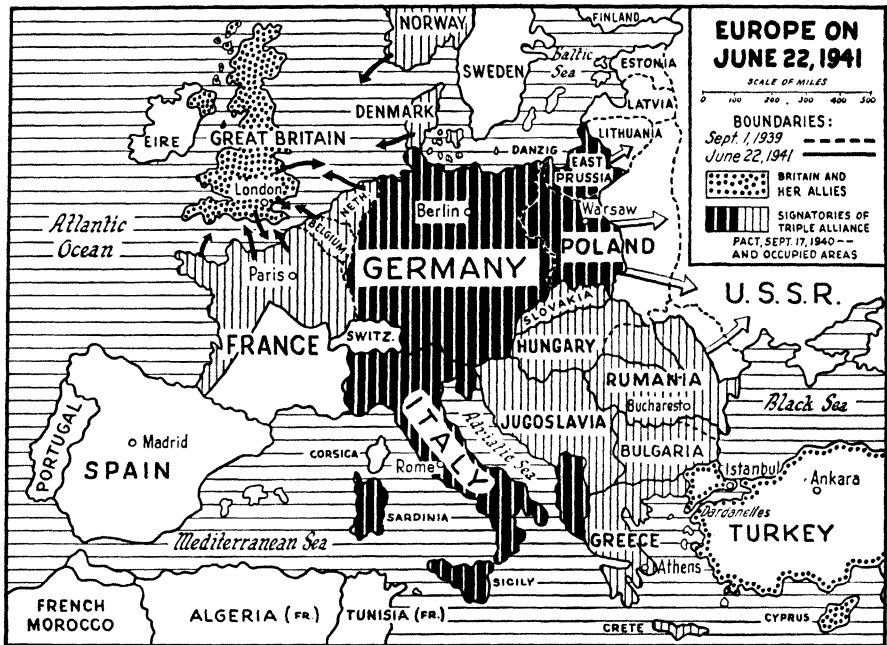 EUROPE ON
JUNE 22, 1941
SCALE OF MILES
0 100 200 300 400 500
BOUNDARIES:
Sept. 1, 1939
June 22, 1941
BRITAIN AND
HER ALLIES
SIGNATORIES OF
TRIPLE ALLIANCE
PACT, SEPT. 17, 1940--
AND OCCUPIED AREAS
NORWAY
FINLAND
SWEDEN
Baltic
Sea
ESTONIA
LATVIA
LITHUANIA
DENMARK
EIRE
GREAT BRITAIN
DANZIG
EAST
PRUSSIA
London
NETH.
BELGIUM
Berlin
Warsaw
POLAND
Atlantic
Ocean
GERMANY
Paris
U.S.S.R.
SLOVAKIA
FRANCE
SWITZ.
HUNGARY
RUMANIA
Bucharest
Black Sea
ITALY
Adriatic Sea
JUGOSLAVIA
BULGARIA
PORTUGAL
Madrid
SPAIN
CORSICA
Rome
Istanbul
Ankara
Dardanelles
TURKEY
SARDINIA
Mediterranean Sea
GREECE
Athens
SICILY
FRENCH
MOROCCO
ALGERIA (FR.)
TUNISIA (FR.)
CRETE
CYPRUS